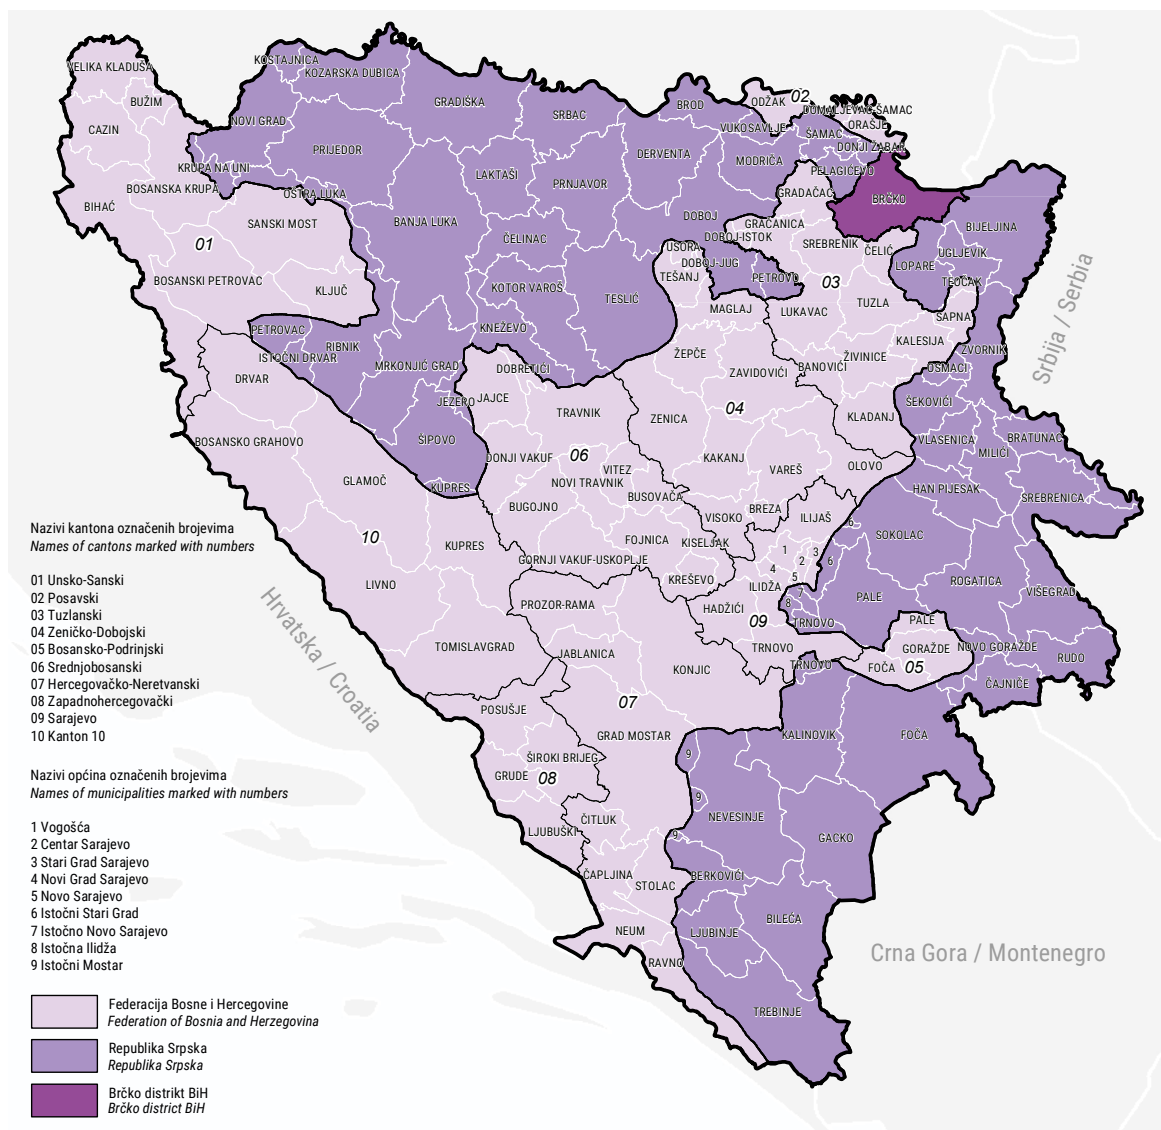 VELIKA KLADUŠA
BUŽIM
CAZIN
BIHAĆ
BOSANSKA KRUPA
KRUPA NA UNI
NOVI GRAD
KOSTAJNICA
KOZARSKA DUBICA
PRIJEDOR
OŠTRA LUKA
SANSKI MOST
01
BOSANSKI PETROVAC
KLJUČ
GRADIŠKA
SRBAC
LAKTAŠI
PRNJAVOR
DERVENTA
BROD
ODŽAK
02
DOMALJEVAC-ŠAMAC
ORAŠJE
VUKOSAVLJE
ŠAMAC
DONJI ŽABAR
MODRIČA
PELAGIĆEVO
GRADAČAC
BRČKO
BANJA LUKA
ČELINAC
DOBOJ
DOBOJ-ISTOK
GRAČANICA
SREBRENIK
ČELIĆ
BIJELJINA
UGLJEVIK
LOPARE
TEOČAK
USORA
DOBOJ-JUG
TEŠANJ
PETROVO
03
KOTOR VAROŠ
TESLIĆ
MAGLAJ
LUKAVAC
TUZLA
SAPNA
KNEŽEVO
PETROVAC
RIBNIK
ISTOČNI DRVAR
MRKONJIĆ GRAD
DRVAR
JEZERO
ŠIPOVO
KUPRES
DOBRETIĆI
JAJCE
TRAVNIK
ŽEPČE
ZAVIDOVIĆI
BANOVIĆI
ŽIVINICE
KALESIJA
ZVORNIK
OSMACI
ŠEKOVIĆI
KLADANJ
VLASENICA
MILIĆI
BRATUNAC
SREBRENICA
HAN PIJESAK
OLOVO
ZENICA
04
KAKANJ
VAREŠ
BOSANSKO GRAHOVO
GLAMOČ
DONJI VAKUF
06
VITEZ
NOVI TRAVNIK
BUSOVAČA
BUGOJNO
VISOKO
BREZA
ILIJAŠ
6
SOKOLAC
10
KUPRES
LIVNO
GORNJI VAKUF-USKOPLJE
FOJNICA
KISELJAK
KREŠEVO
1
2
3
4
5
6
7
8
ILIDŽA
HADŽIĆI
09
TRNOVO
TRNOVO
TRNOVO
PALE
ROGATICA
VIŠEGRAD
PALE
GORAŽDE
05
FOČA
NOVO GORAŽDE
RUDO
ČAJNIČE
PROZOR-RAMA
JABLANICA
KONJIC
TOMISLAVGRAD
POSUŠJE
07
GRAD MOSTAR
ŠIROKI BRIJEG
GRUDE
08
LJUBUŠKI
ČITLUK
ČAPLJINA
STOLAC
NEUM
RAVNO
9
9
9
KALINOVIK
FOČA
NEVESINJE
GACKO
BERKOVIĆI
LJUBINJE
BILEĆA
TREBINJE
Srbija / Serbia
Hrvatska / Croatia
Crna Gora / Montenegro
Nazivi kantona označenih brojevima
Names of cantons marked with numbers
01 Unsko-Sanski
02 Posavski
03 Tuzlanski
04 Zeničko-Dobojski
05 Bosansko-Podrinjski
06 Srednjobosanski
07 Hercegovačko-Neretvanski
08 Zapadnohercegovački
09 Sarajevo
10 Kanton 10
Nazivi općina označenih brojevima
Names of municipalities marked with numbers
1 Vogošća
2 Centar Sarajevo
3 Stari Grad Sarajevo
4 Novi Grad Sarajevo
5 Novo Sarajevo
6 Istočni Stari Grad
7 Istočno Novo Sarajevo
8 Istočna Ilidža
9 Istočni Mostar
Federacija Bosne i Hercegovine
Federation of Bosnia and Herzegovina
Republika Srpska
Republika Srpska
Brčko distrikt BiH
Brčko district BiH